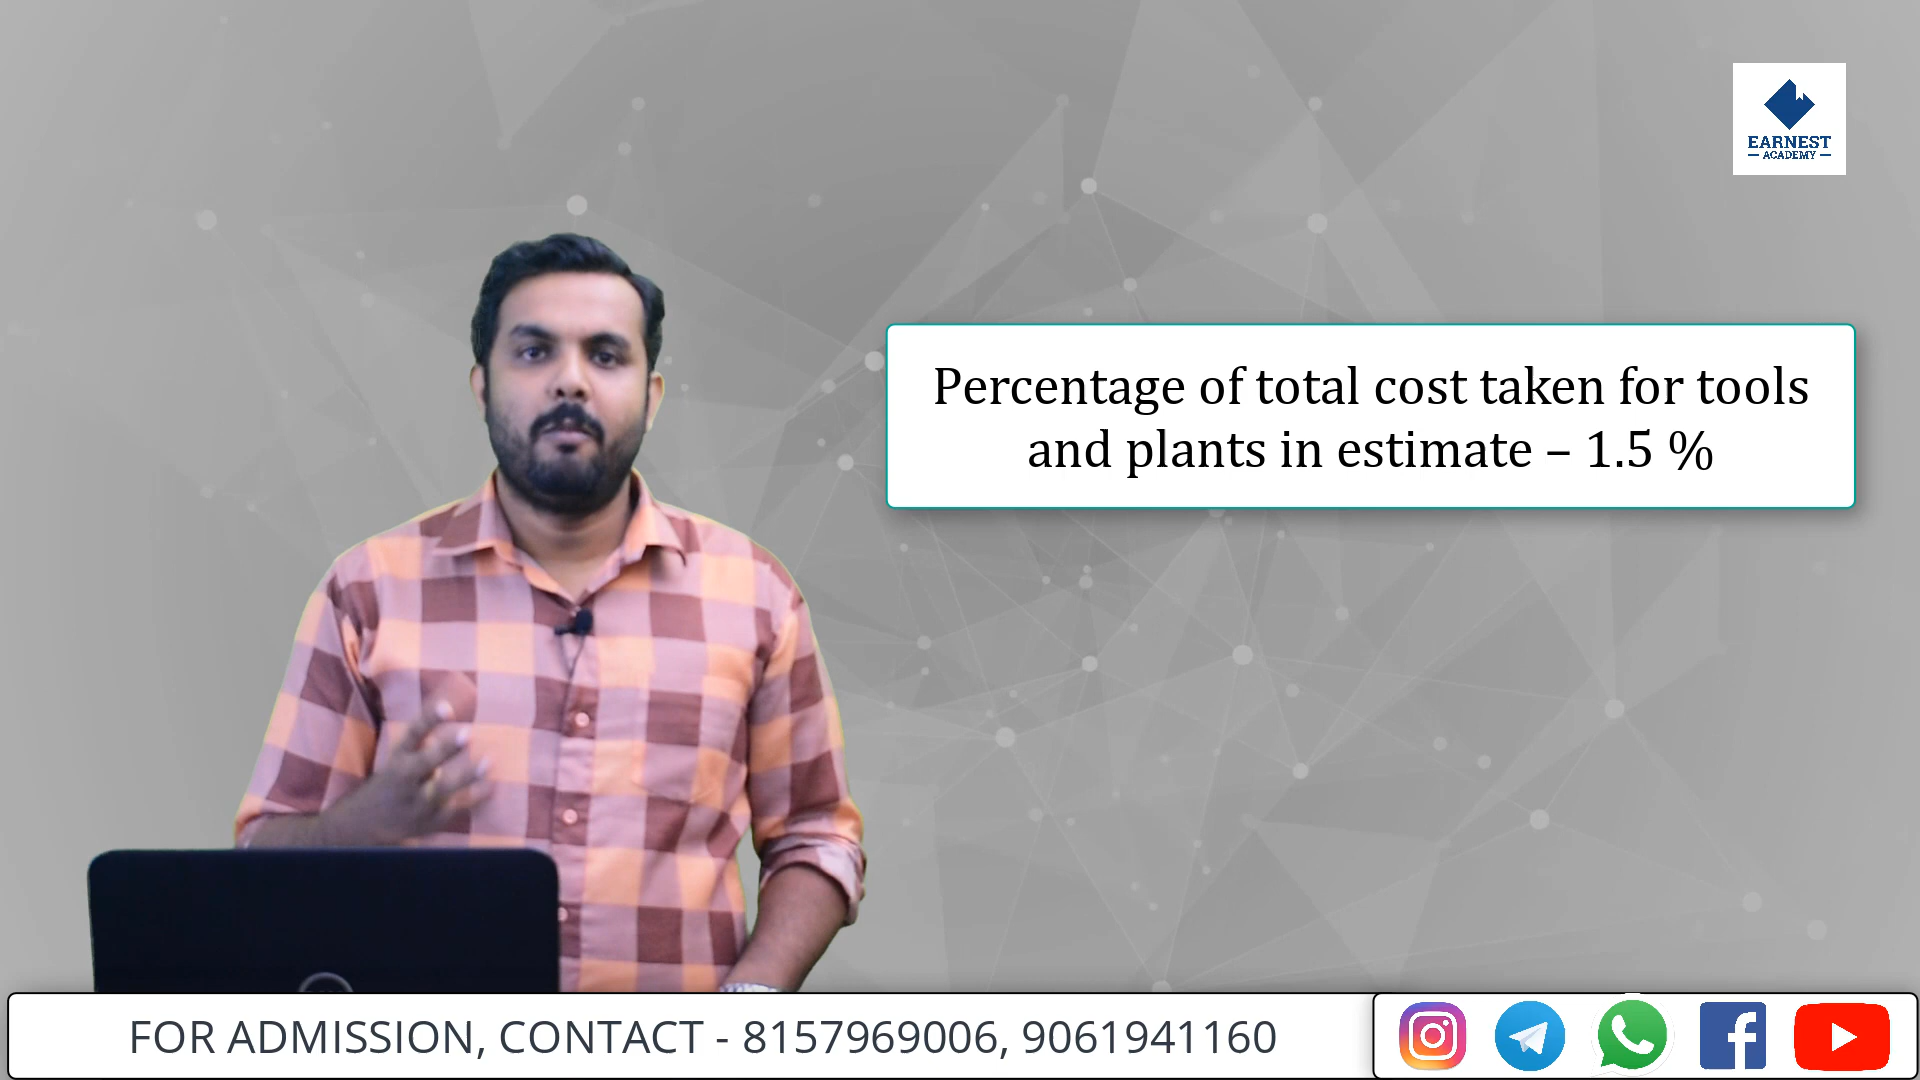 EARNEST
ACADEMY
Percentage of total cost taken for tools
and plants in estimate – 1.5 %
FOR ADMISSION, CONTACT - 8157969006, 9061941160